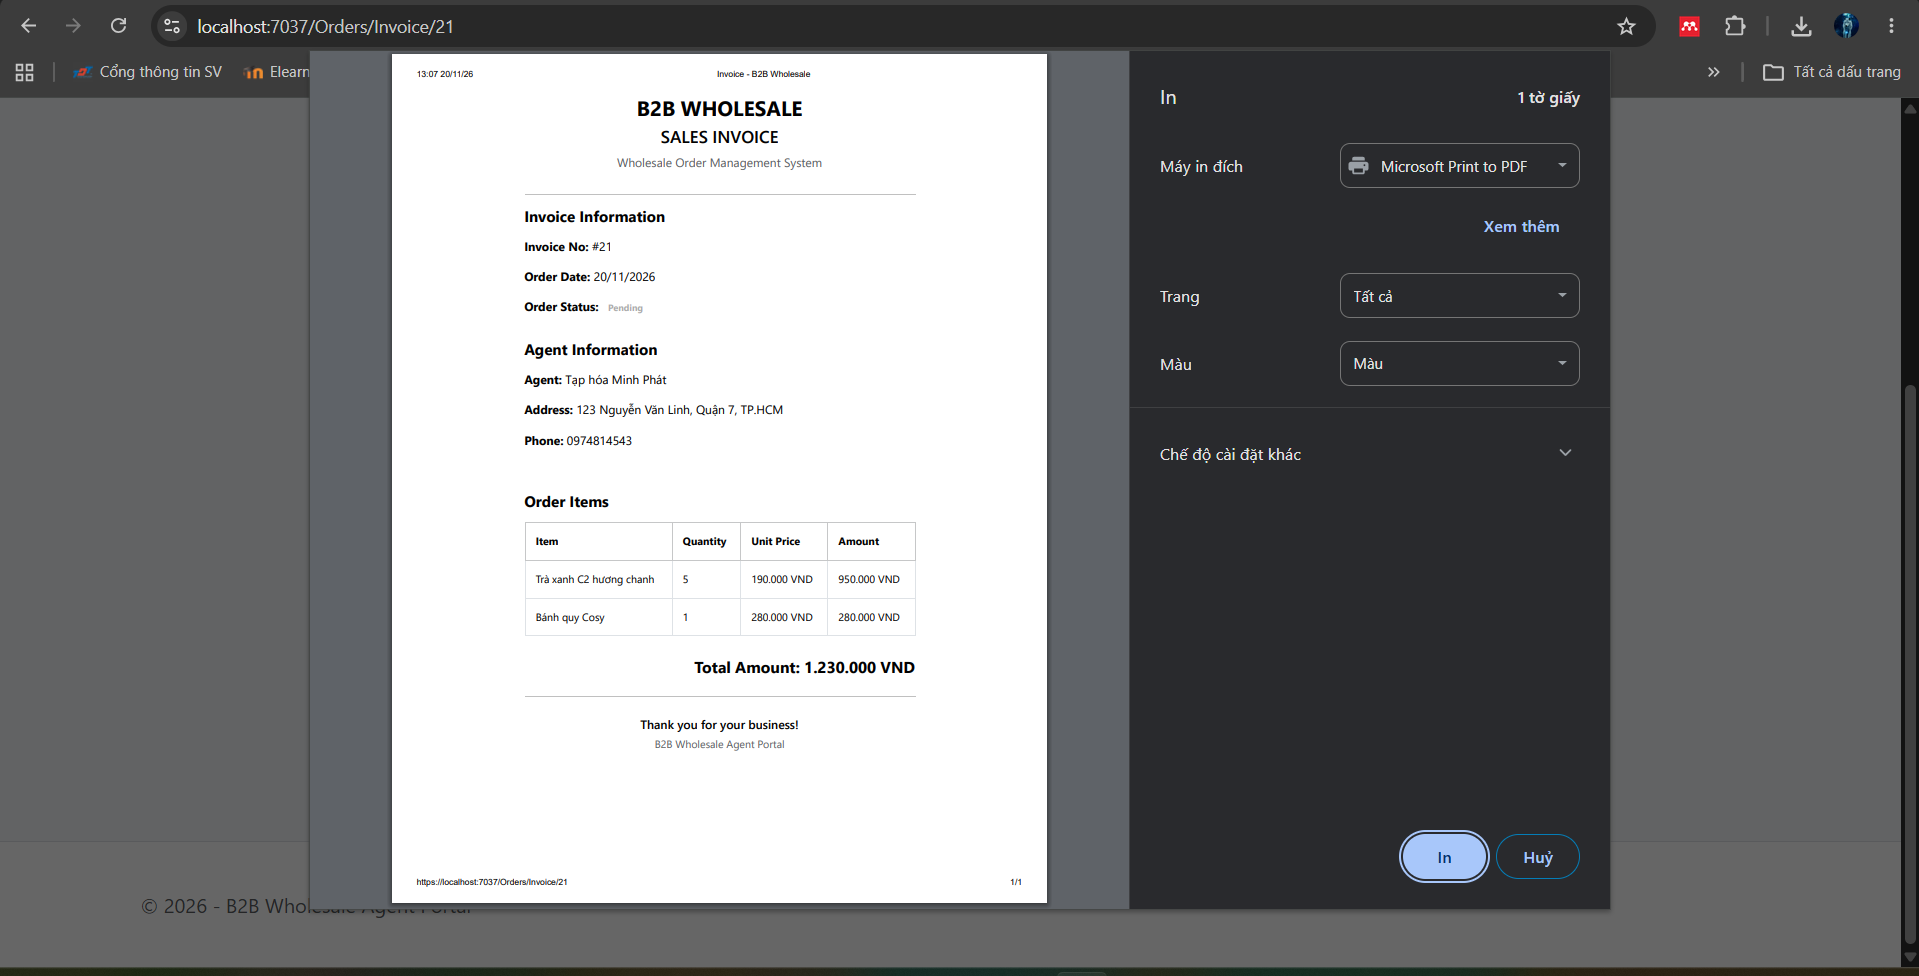 localhost:7037/Orders/Invoice/21
Cổng thông tin SV
Elearn
Tất cả dấu trang
13:07 20/11/26
Invoice - B2B Wholesale
B2B WHOLESALE
SALES INVOICE
Wholesale Order Management System
Invoice Information
Invoice No: #21
Order Date: 20/11/2026
Order Status: Pending
Agent Information
Agent: Tạp hóa Minh Phát
Address: 123 Nguyễn Văn Linh, Quận 7, TP.HCM
Phone: 0974814543
Order Items
Item Quantity Unit Price Amount
Trà xanh C2 hương chanh 5 190.000 VND 950.000 VND
Bánh quy Cosy 1 280.000 VND 280.000 VND
Total Amount: 1.230.000 VND
Thank you for your business!
B2B Wholesale Agent Portal
https://localhost:7037/Orders/Invoice/21
1/1
In
1 tờ giấy
Máy in đích
Microsoft Print to PDF
Xem thêm
Trang
Tất cả
Màu
Màu
Chế độ cài đặt khác
In
Huỷ
© 2026 - B2B Wholesale Agent Portal